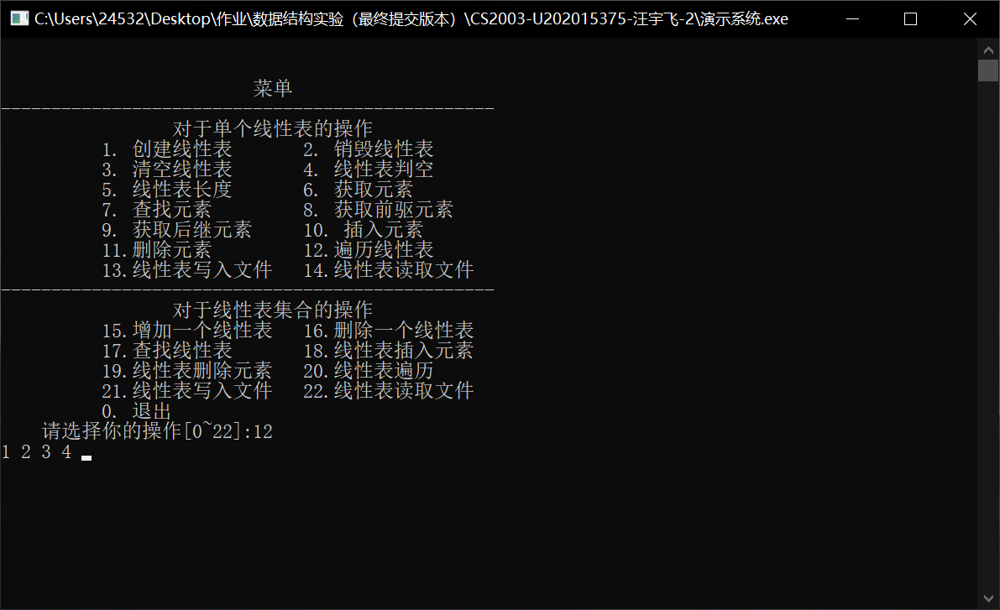 C:\Users\24532\Desktop\作业\数据结构实验（最终提交版本）\CS2003-U202015375-汪宇飞-2\演示系统.exe
菜单
-------------------------------------------------
对于单个线性表的操作
1. 创建线性表 2. 销毁线性表
3. 清空线性表 4. 线性表判空
5. 线性表长度 6. 获取元素
7. 查找元素 8. 获取前驱元素
9. 获取后继元素 10. 插入元素
11.删除元素 12.遍历线性表
13.线性表写入文件 14.线性表读取文件
-------------------------------------------------
对于线性表集合的操作
15.增加一个线性表 16.删除一个线性表
17.查找线性表 18.线性表插入元素
19.线性表删除元素 20.线性表遍历
21.线性表写入文件 22.线性表读取文件
0. 退出
请选择你的操作[0~22]:12
1 2 3 4